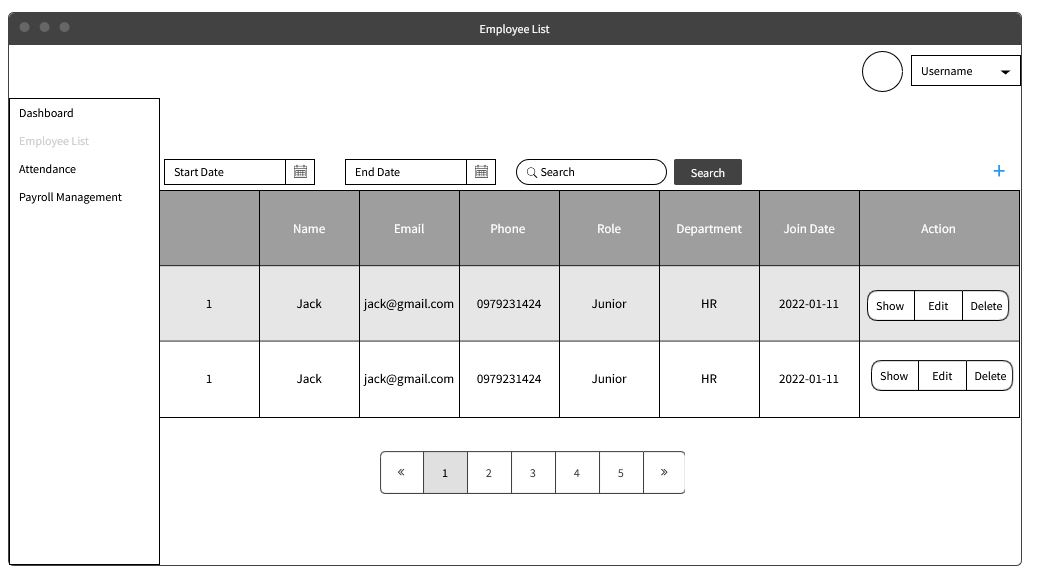 Employee List
Username
Dashboard
Employee List
Attendance
Payroll Management
Start Date End Date Search Search +
Name Email Phone Role Department Join Date Action
1 Jack jack@gmail.com 0979231424 Junior HR 2022-01-11 Show Edit Delete
1 Jack jack@gmail.com 0979231424 Junior HR 2022-01-11 Show Edit Delete
« 1 2 3 4 5 »